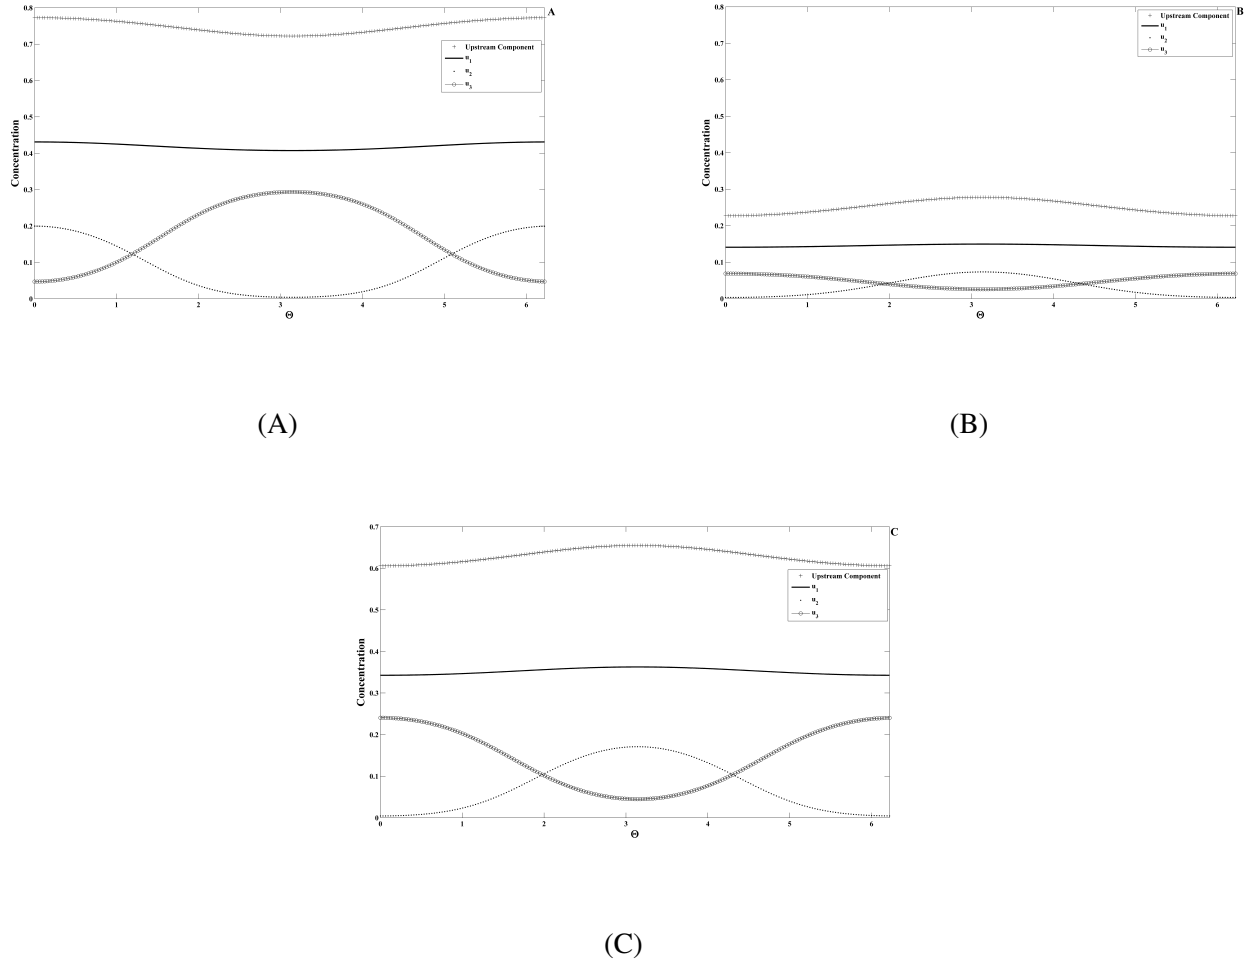 A
0.8
0.7
0.6
0.5
0.4
0.3
0.2
0.1
0
Concentration
0 1 2 3 4 5 6
Θ
Upstream Component
u1
u2
u3
(A)
B
0.8
0.7
0.6
0.5
0.4
0.3
0.2
0.1
0
Concentration
0 1 2 3 4 5 6
Θ
Upstream Component
u1
u2
u3
(B)
C
0.7
0.6
0.5
0.4
0.3
0.2
0.1
0
Concentration
0 1 2 3 4 5 6
Θ
Upstream Component
u1
u2
u3
(C)